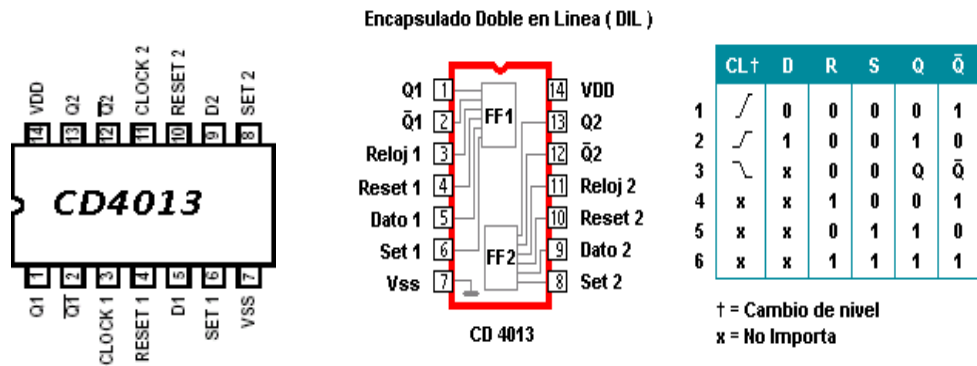 Encapsulado Doble en Linea ( DIL )
VDD Q2 Q̅2 CLOCK 2 RESET 2 D2 SET 2
14 13 12 11 10 9 8
CD4013
1 2 3 4 5 6 7
Q1 Q̅1 CLOCK 1 RESET 1 D1 SET 1 VSS
Q1 1 14 VDD
Q̅1 2 FF1 13 Q2
Reloj 1 3 12 Q̅2
Reset 1 4 11 Reloj 2
Dato 1 5 10 Reset 2
Set 1 6 FF2 9 Dato 2
Vss 7 8 Set 2
CD 4013
CL† D R S Q Q̅
1 0 0 0 0 1
2 1 0 0 1 0
3 x 0 0 Q Q̅
4 x x 1 0 0 1
5 x x 0 1 1 0
6 x x 1 1 1 1
† = Cambio de nivel
x = No Importa